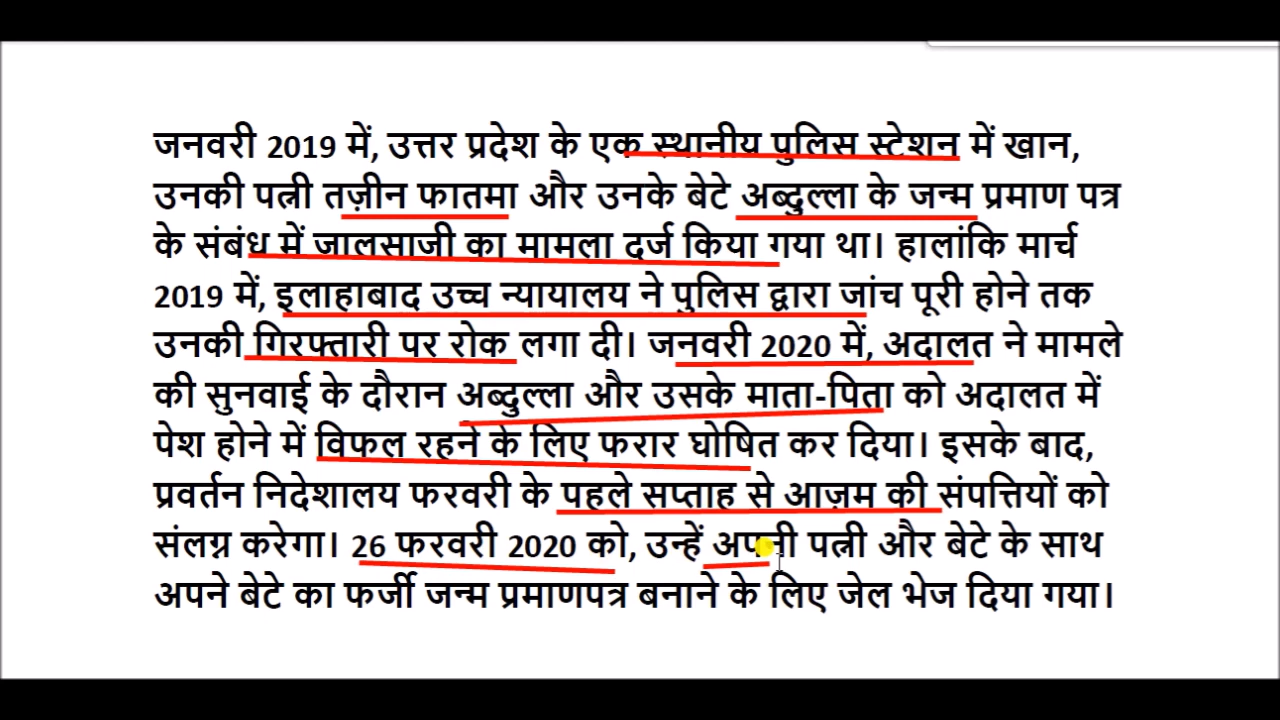 जनवरी 2019 में, उत्तर प्रदेश के एक स्थानीय पुलिस स्टेशन में खान,
उनकी पत्नी तज़ीन फातमा और उनके बेटे अब्दुल्ला के जन्म प्रमाण पत्र
के संबंध में जालसाजी का मामला दर्ज किया गया था। हालांकि मार्च
2019 में, इलाहाबाद उच्च न्यायालय ने पुलिस द्वारा जांच पूरी होने तक
उनकी गिरफ्तारी पर रोक लगा दी। जनवरी 2020 में, अदालत ने मामले
की सुनवाई के दौरान अब्दुल्ला और उसके माता-पिता को अदालत में
पेश होने में विफल रहने के लिए फरार घोषित कर दिया। इसके बाद,
प्रवर्तन निदेशालय फरवरी के पहले सप्ताह से आज़म की संपत्तियों को
संलग्न करेगा। 26 फरवरी 2020 को, उन्हें अपनी पत्नी और बेटे के साथ
अपने बेटे का फर्जी जन्म प्रमाणपत्र बनाने के लिए जेल भेज दिया गया।